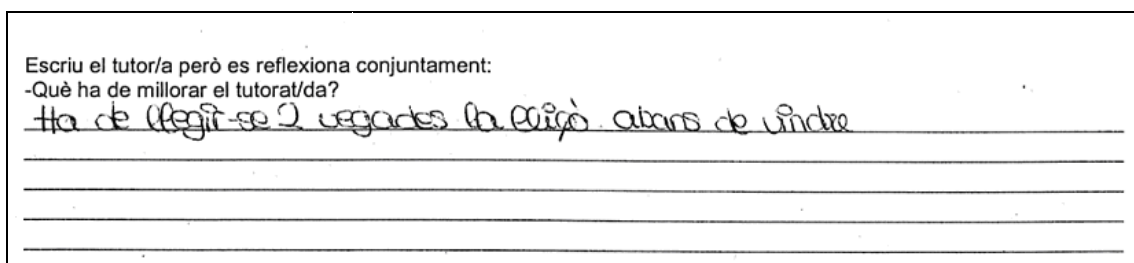 Escriu el tutor/a però es reflexiona conjuntament:
-Què ha de millorar el tutorat/da?
Ha de llegir-se 2 vegades la lliçò abans de vindre